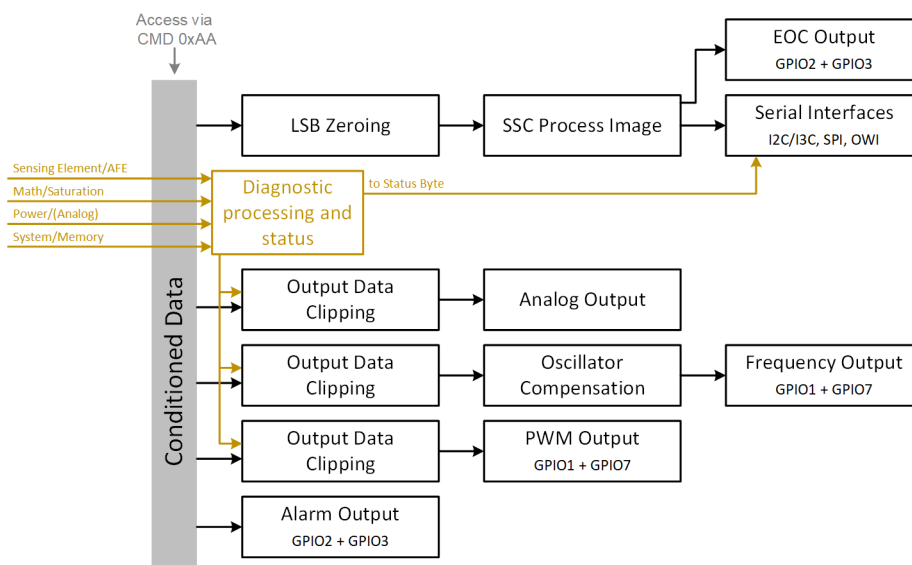 Access via
CMD 0xAA
EOC Output
GPIO2 + GPIO3
LSB Zeroing
SSC Process Image
Serial Interfaces
I2C/I3C, SPI, OWI
Sensing Element/AFE
Math/Saturation
Power/(Analog)
System/Memory
Diagnostic
processing and
status
to Status Byte
Conditioned Data
Output Data
Clipping
Analog Output
Output Data
Clipping
Oscillator
Compensation
Frequency Output
GPIO1 + GPIO7
Output Data
Clipping
PWM Output
GPIO1 + GPIO7
Alarm Output
GPIO2 + GPIO3